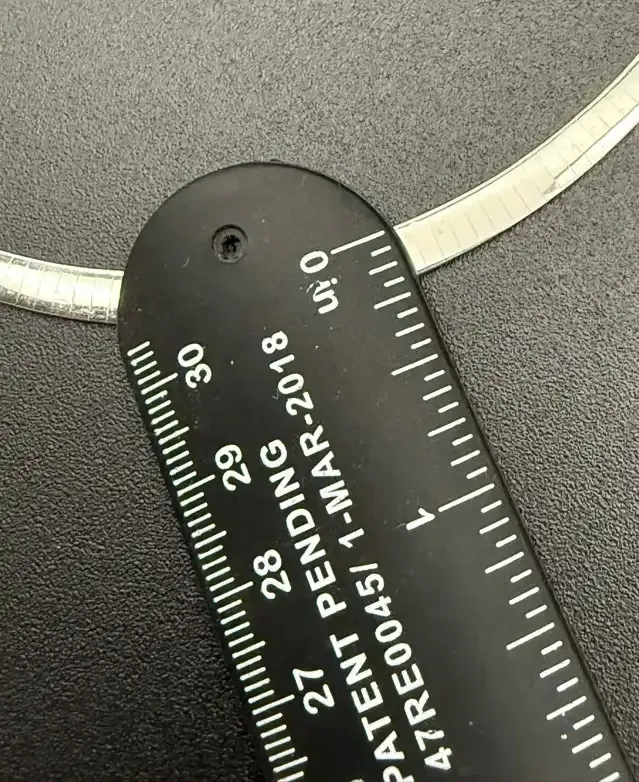 0
in
1
30
29
28
27
PATENT PENDING
47RE0045/ 1-MAR-2018